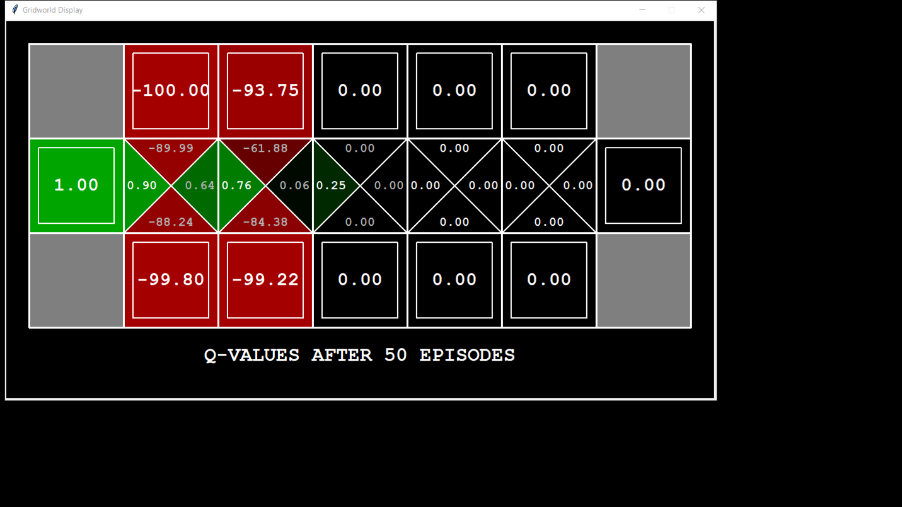 Gridworld Display
-100.00 -93.75 0.00 0.00 0.00
-89.99 -61.88 0.00 0.00 0.00
1.00 0.90 0.64 0.76 0.06 0.25 0.00 0.00 0.00 0.00 0.00 0.00
-88.24 -84.38 0.00 0.00 0.00
-99.80 -99.22 0.00 0.00 0.00
Q-VALUES AFTER 50 EPISODES